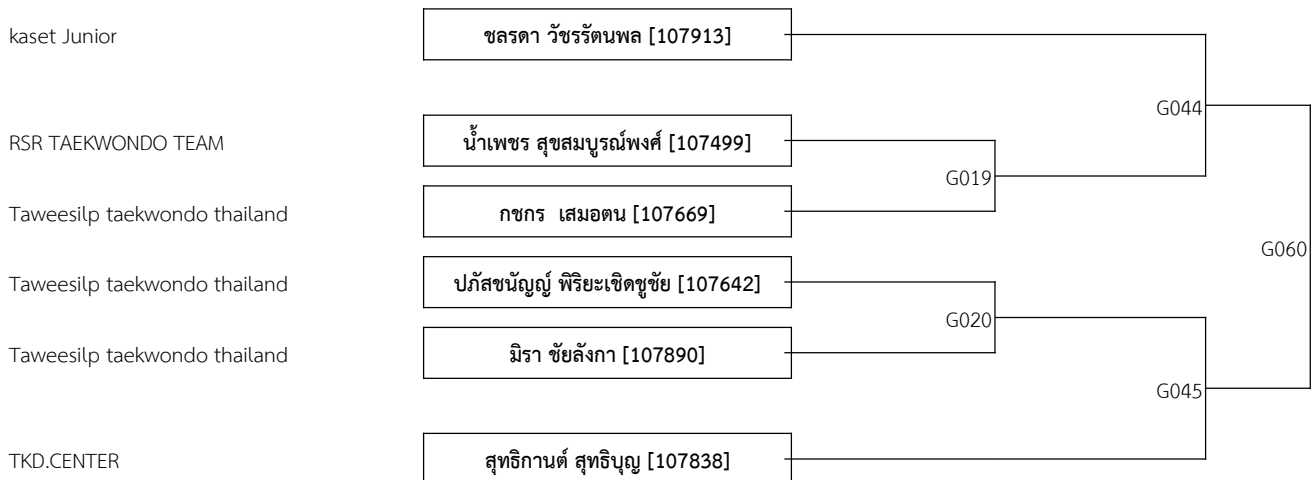 kaset Junior ชลรดา วัชรรัตนพล [107913]
G044
RSR TAEKWONDO TEAM น้ำเพชร สุขสมบูรณ์พงศ์ [107499]
G019
Taweesilp taekwondo thailand กชกร เสมอตน [107669]
G060
Taweesilp taekwondo thailand ปภัสชนัญญ์ พิริยะเชิดชูชัย [107642]
G020
Taweesilp taekwondo thailand มิรา ชัยลังกา [107890]
G045
TKD.CENTER สุทธิกานต์ สุทธิบุญ [107838]